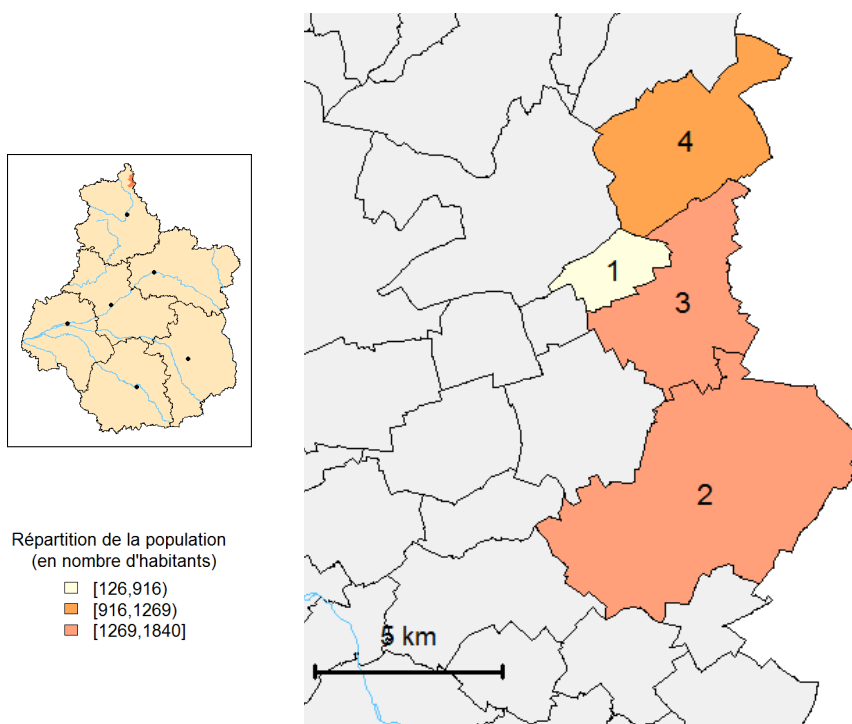 Répartition de la population
(en nombre d'habitants)
[126,916)
[916,1269)
[1269,1840]
4
1
3
2
5 km